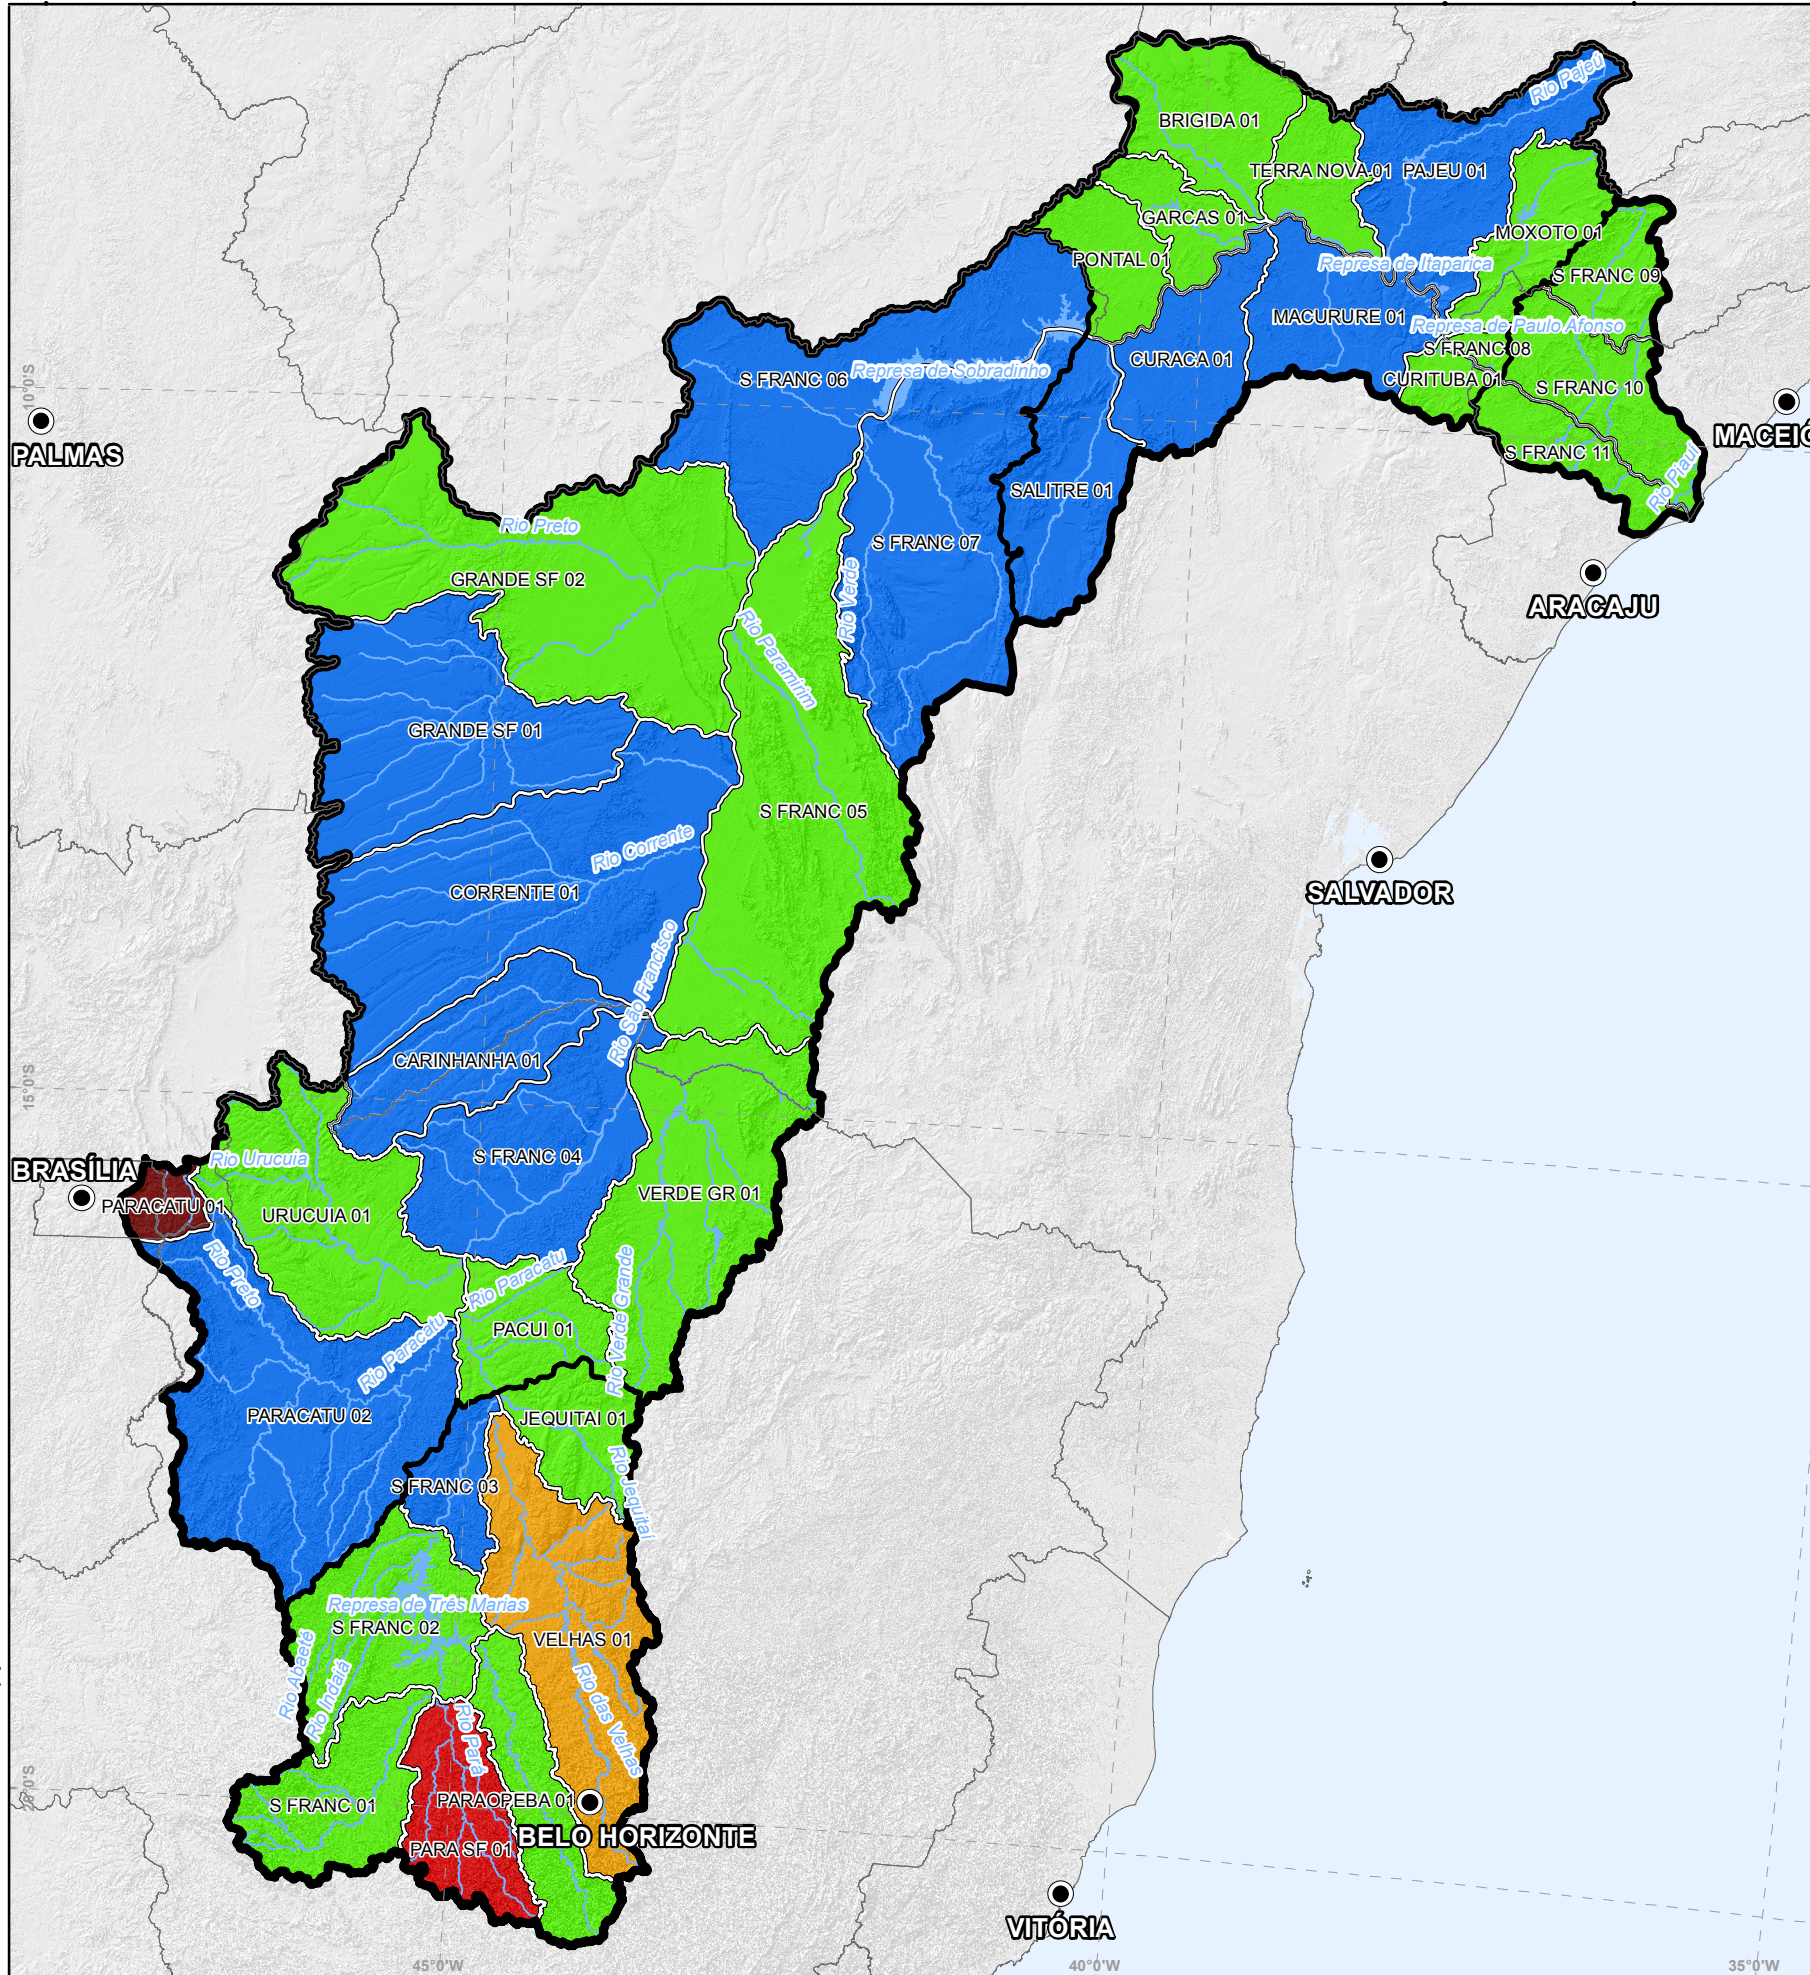 Rio Pajeú
BRIGIDA 01
TERRA NOVA 01
PAJEU 01
GARCAS 01
MOXOTO 01
PONTAL 01
Represa de Itaparica
S FRANC 09
MACURURE 01
Represa de Paulo Afonso
S FRANC 08
CURACA 01
Represa de Sobradinho
S FRANC 06
CURITUBA 01
S FRANC 10
10°0'S
PALMAS
MACEIÓ
S FRANC 11
Rio Piauí
SALITRE 01
Rio Preto
S FRANC 07
GRANDE SF 02
Rio Verde
ARACAJU
Rio Paramirim
GRANDE SF 01
S FRANC 05
Rio Corrente
SALVADOR
CORRENTE 01
Rio São Francisco
CARINHANHA 01
15°0'S
Rio Urucuia
S FRANC 04
BRASÍLIA
PARACATU 01
URUCUIA 01
VERDE GR 01
Rio Preto
Rio Paracatu
Rio Verde Grande
PACUI 01
Rio Paracatu
PARACATU 02
JEQUITAI 01
S FRANC 03
Rio Jequitaí
Represa de Três Marias
S FRANC 02
VELHAS 01
Rio Abaeté
Rio Indaiá
Rio das Velhas
Rio Pará
S FRANC 01
PARAOPEBA 01
20°0'S
BELO HORIZONTE
PARA SF 01
VITÓRIA
45°0'W
40°0'W
35°0'W